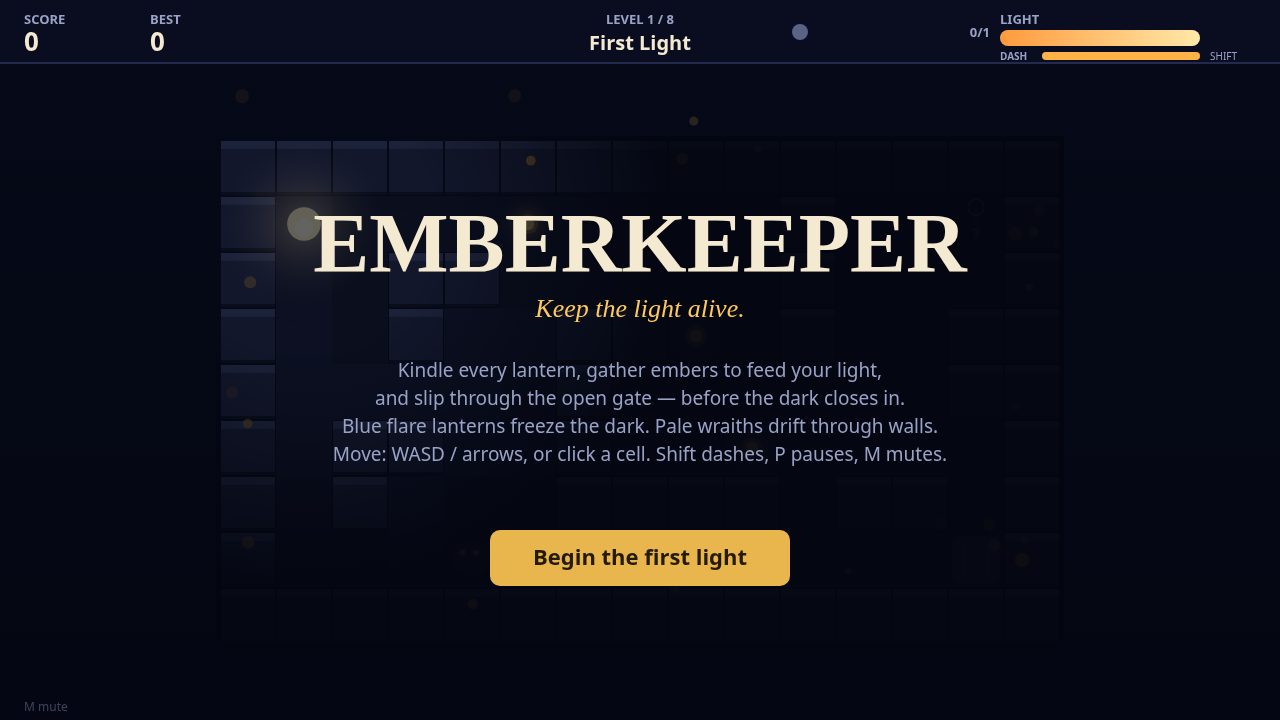 SCORE
0
BEST
0
LEVEL 1 / 8
First Light
0/1
LIGHT
DASH
SHIFT
EMBERKEEPER
Keep the light alive.
Kindle every lantern, gather embers to feed your light,
and slip through the open gate — before the dark closes in.
Blue flare lanterns freeze the dark. Pale wraiths drift through walls.
Move: WASD / arrows, or click a cell. Shift dashes, P pauses, M mutes.
Begin the first light
M mute